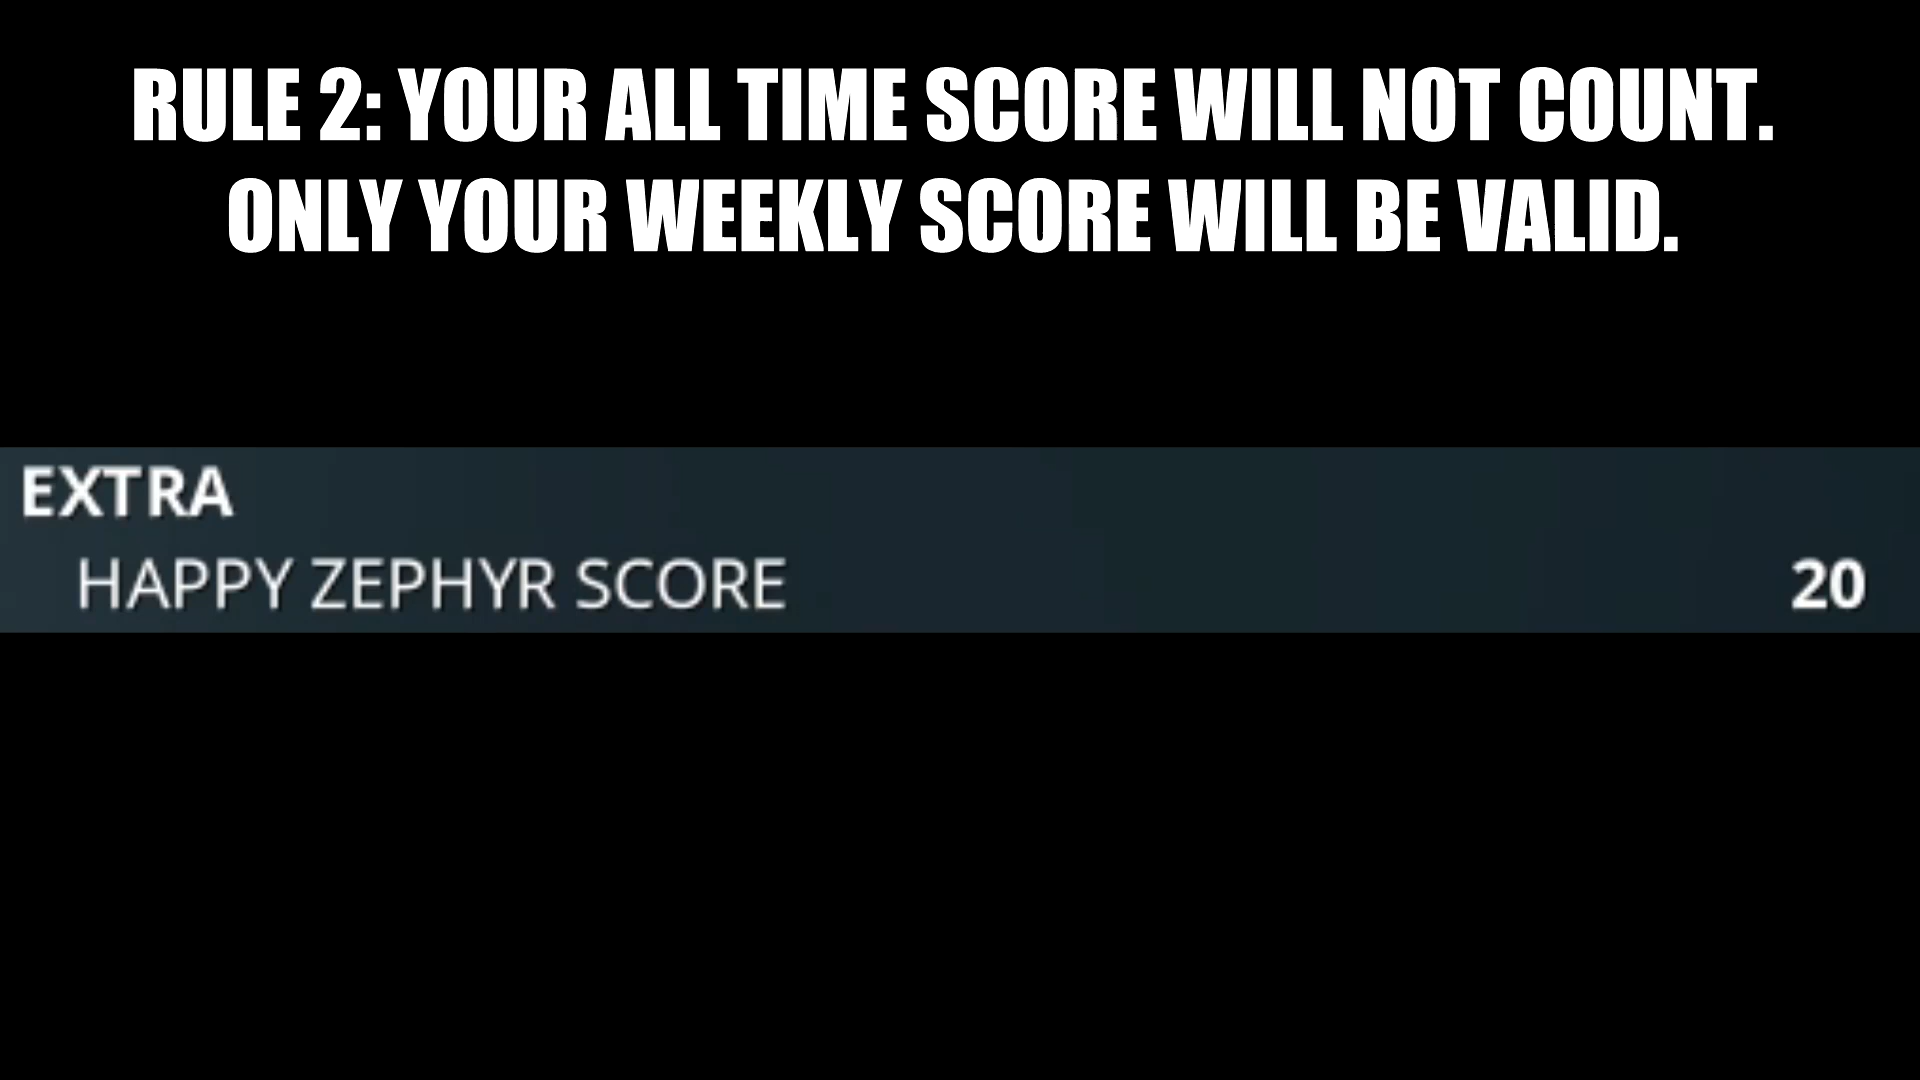 RULE 2: YOUR ALL TIME SCORE WILL NOT COUNT.
ONLY YOUR WEEKLY SCORE WILL BE VALID.
EXTRA
HAPPY ZEPHYR SCORE 20